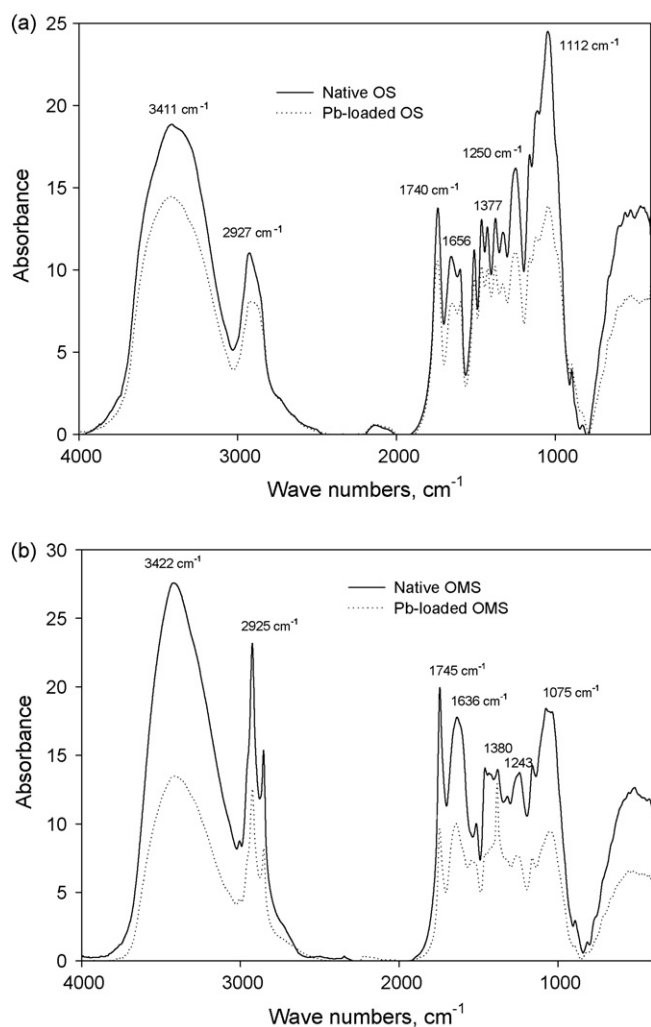 (a)
25
20
15
10
5
0
Absorbance
3411 cm⁻¹
2927 cm⁻¹
Native OS
Pb-loaded OS
1740 cm⁻¹
1656
1377
1250 cm⁻¹
1112 cm⁻¹
4000 3000 2000 1000
Wave numbers, cm⁻¹
(b)
30
25
20
15
10
5
0
Absorbance
3422 cm⁻¹
2925 cm⁻¹
Native OMS
Pb-loaded OMS
1745 cm⁻¹
1636 cm⁻¹
1380
1243
1075 cm⁻¹
4000 3000 2000 1000
Wave numbers, cm⁻¹